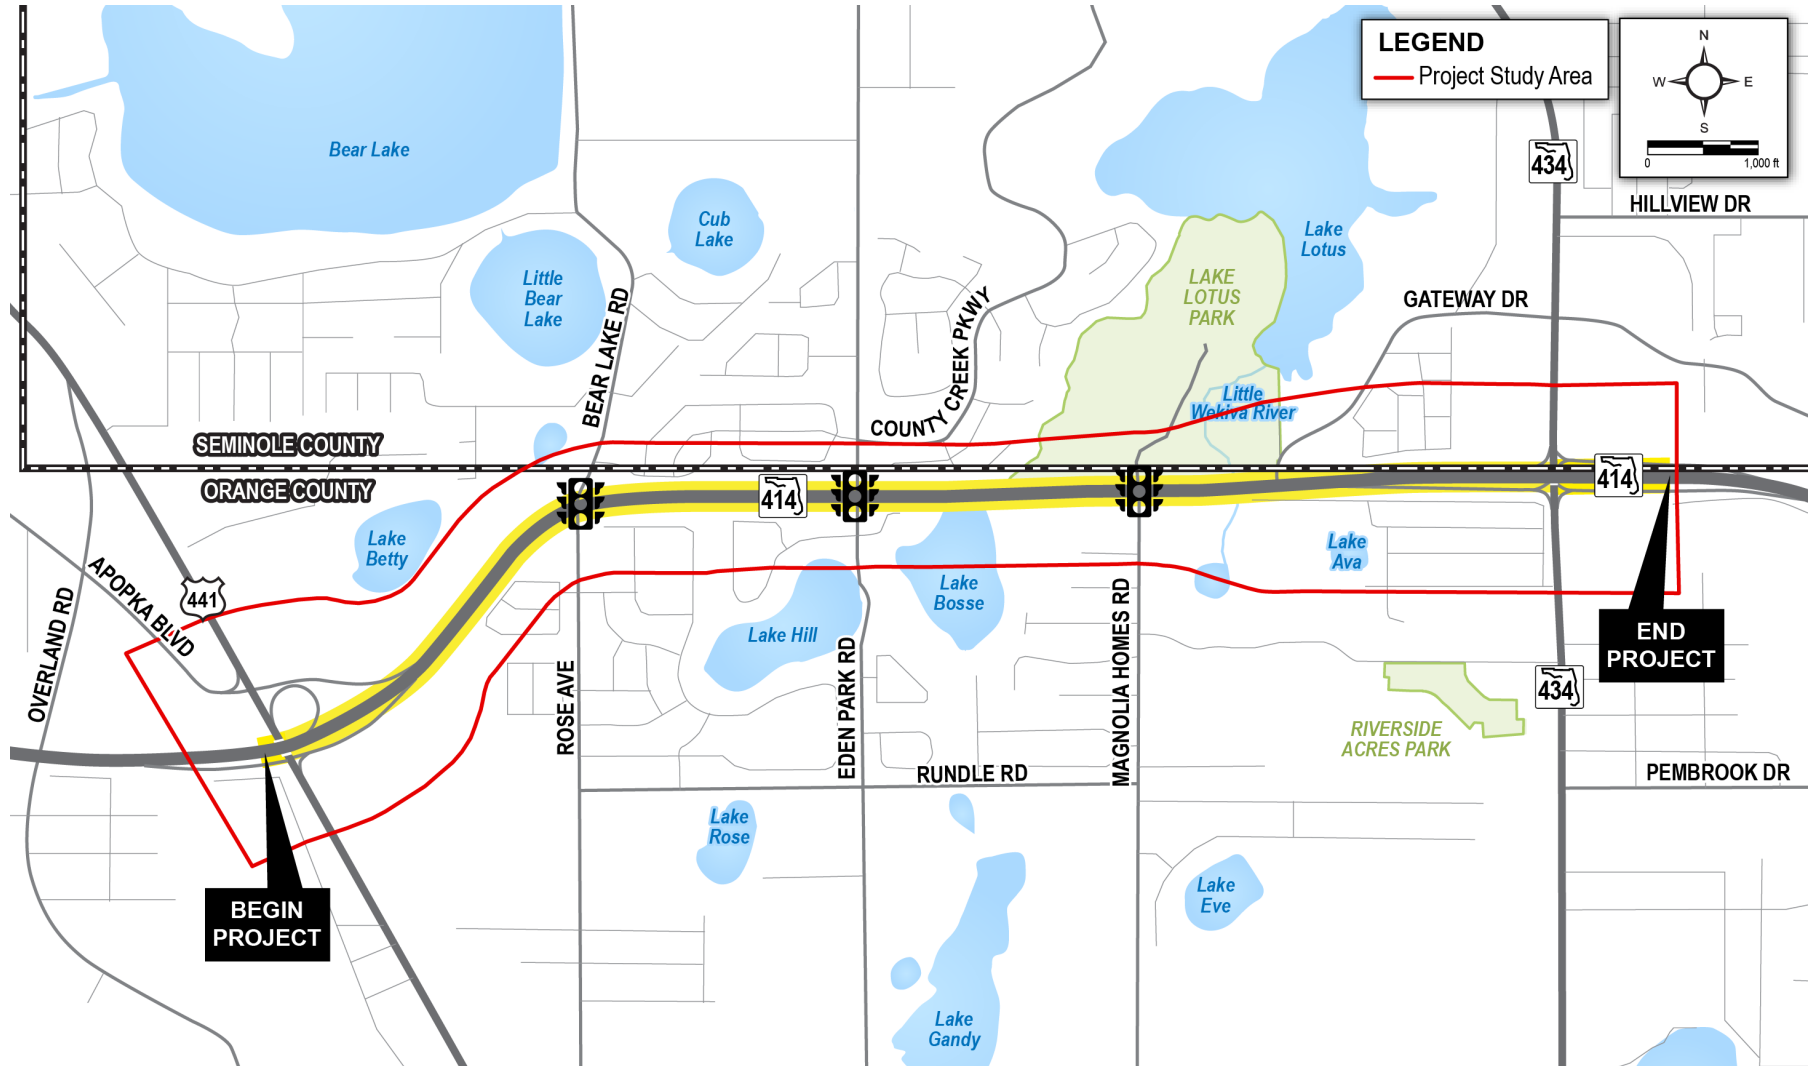 LEGEND
Project Study Area
N
W
E
S
0
1,000 ft
434
HILLVIEW DR
Bear Lake
Cub
Lake
Lake
Lotus
Little
Bear
Lake
LAKE
LOTUS
PARK
GATEWAY DR
BEAR LAKE RD
COUNTY CREEK PKWY
Little
Wekiva River
SEMINOLE COUNTY
ORANGE COUNTY
414
414
Lake
Betty
Lake
Ava
APOPKA BLVD
441
OVERLAND RD
Lake
Bosse
Lake Hill
END
PROJECT
ROSE AVE
EDEN PARK RD
MAGNOLIA HOMES RD
434
RIVERSIDE
ACRES PARK
RUNDLE RD
PEMBROOK DR
Lake
Rose
Lake
Eve
BEGIN
PROJECT
Lake
Gandy